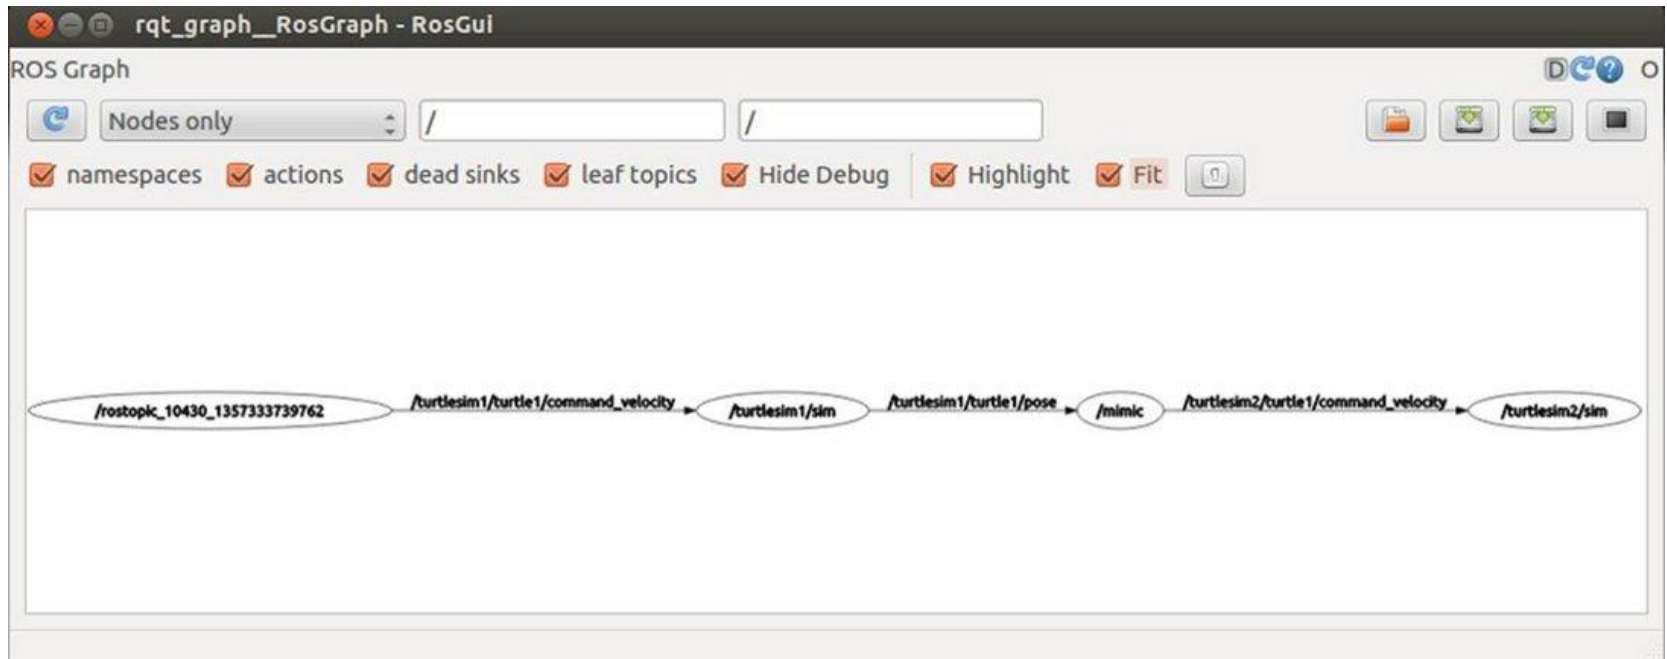 rqt_graph__RosGraph - RosGui
ROS Graph
D ? O
Nodes only / /
namespaces actions dead sinks leaf topics Hide Debug Highlight Fit
/rostopic_10430_1357333739762 /turtlesim1/turtle1/command_velocity /turtlesim1/sim /turtlesim1/turtle1/pose /mimic /turtlesim2/turtle1/command_velocity /turtlesim2/sim